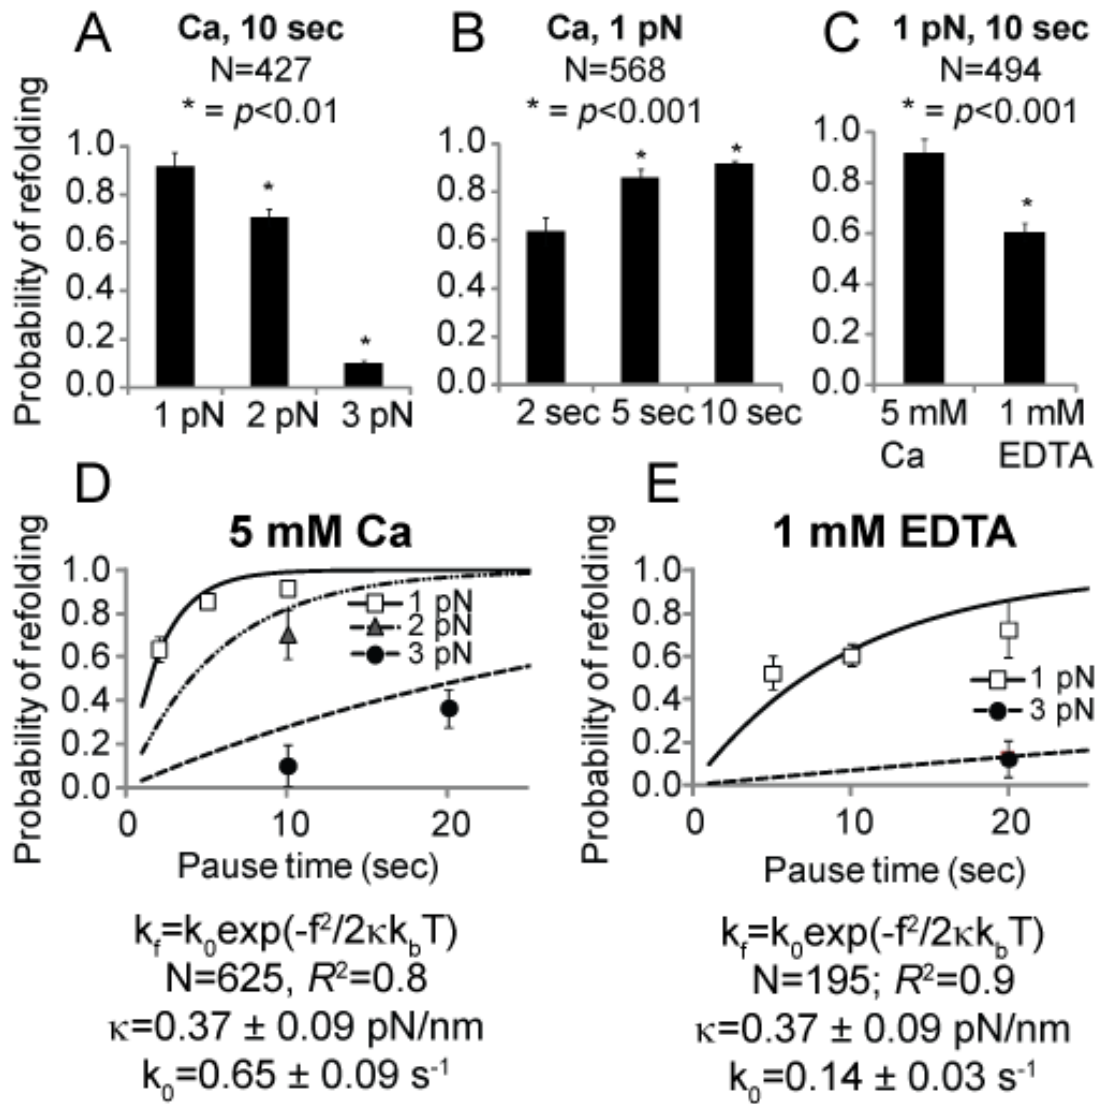 A
Ca, 10 sec
N=427
* = p<0.01
Probability of refolding
1.0
0.8
0.6
0.4
0.2
0.0
*
*
1 pN 2 pN 3 pN
B
Ca, 1 pN
N=568
* = p<0.001
1.0
0.8
0.6
0.4
0.2
0.0
*
*
2 sec 5 sec 10 sec
C
1 pN, 10 sec
N=494
* = p<0.001
1.0
0.8
0.6
0.4
0.2
0.0
*
5 mM 1 mM
Ca EDTA
D
5 mM Ca
Probability of refolding
1.0
0.8
0.6
0.4
0.2
0.0
1 pN
2 pN
3 pN
0 10 20
Pause time (sec)
k_f=k_0exp(-f²/2κk_bT)
N=625, R²=0.8
κ=0.37 ± 0.09 pN/nm
k_0=0.65 ± 0.09 s⁻¹
E
1 mM EDTA
Probability of refolding
1.0
0.8
0.6
0.4
0.2
0.0
1 pN
3 pN
0 10 20
Pause time (sec)
k_f=k_0exp(-f²/2κk_bT)
N=195; R²=0.9
κ=0.37 ± 0.09 pN/nm
k_0=0.14 ± 0.03 s⁻¹